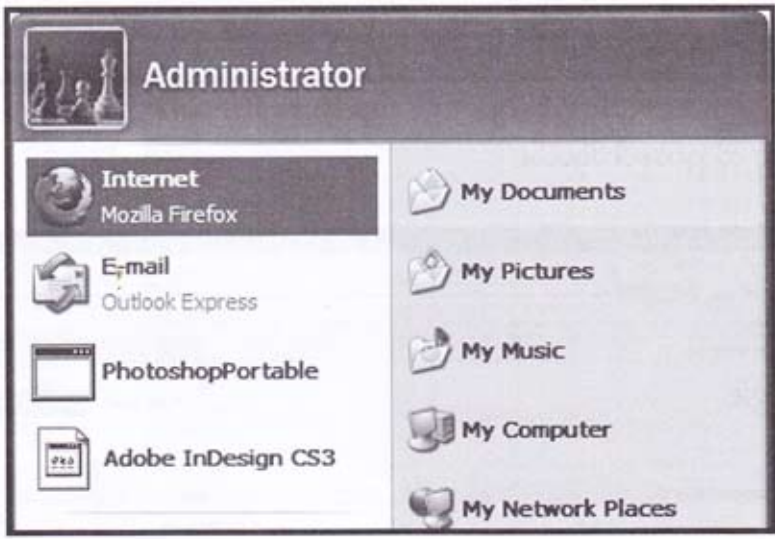 Administrator
Internet
Mozilla Firefox
E-mail
Outlook Express
PhotoshopPortable
Adobe InDesign CS3
My Documents
My Pictures
My Music
My Computer
My Network Places